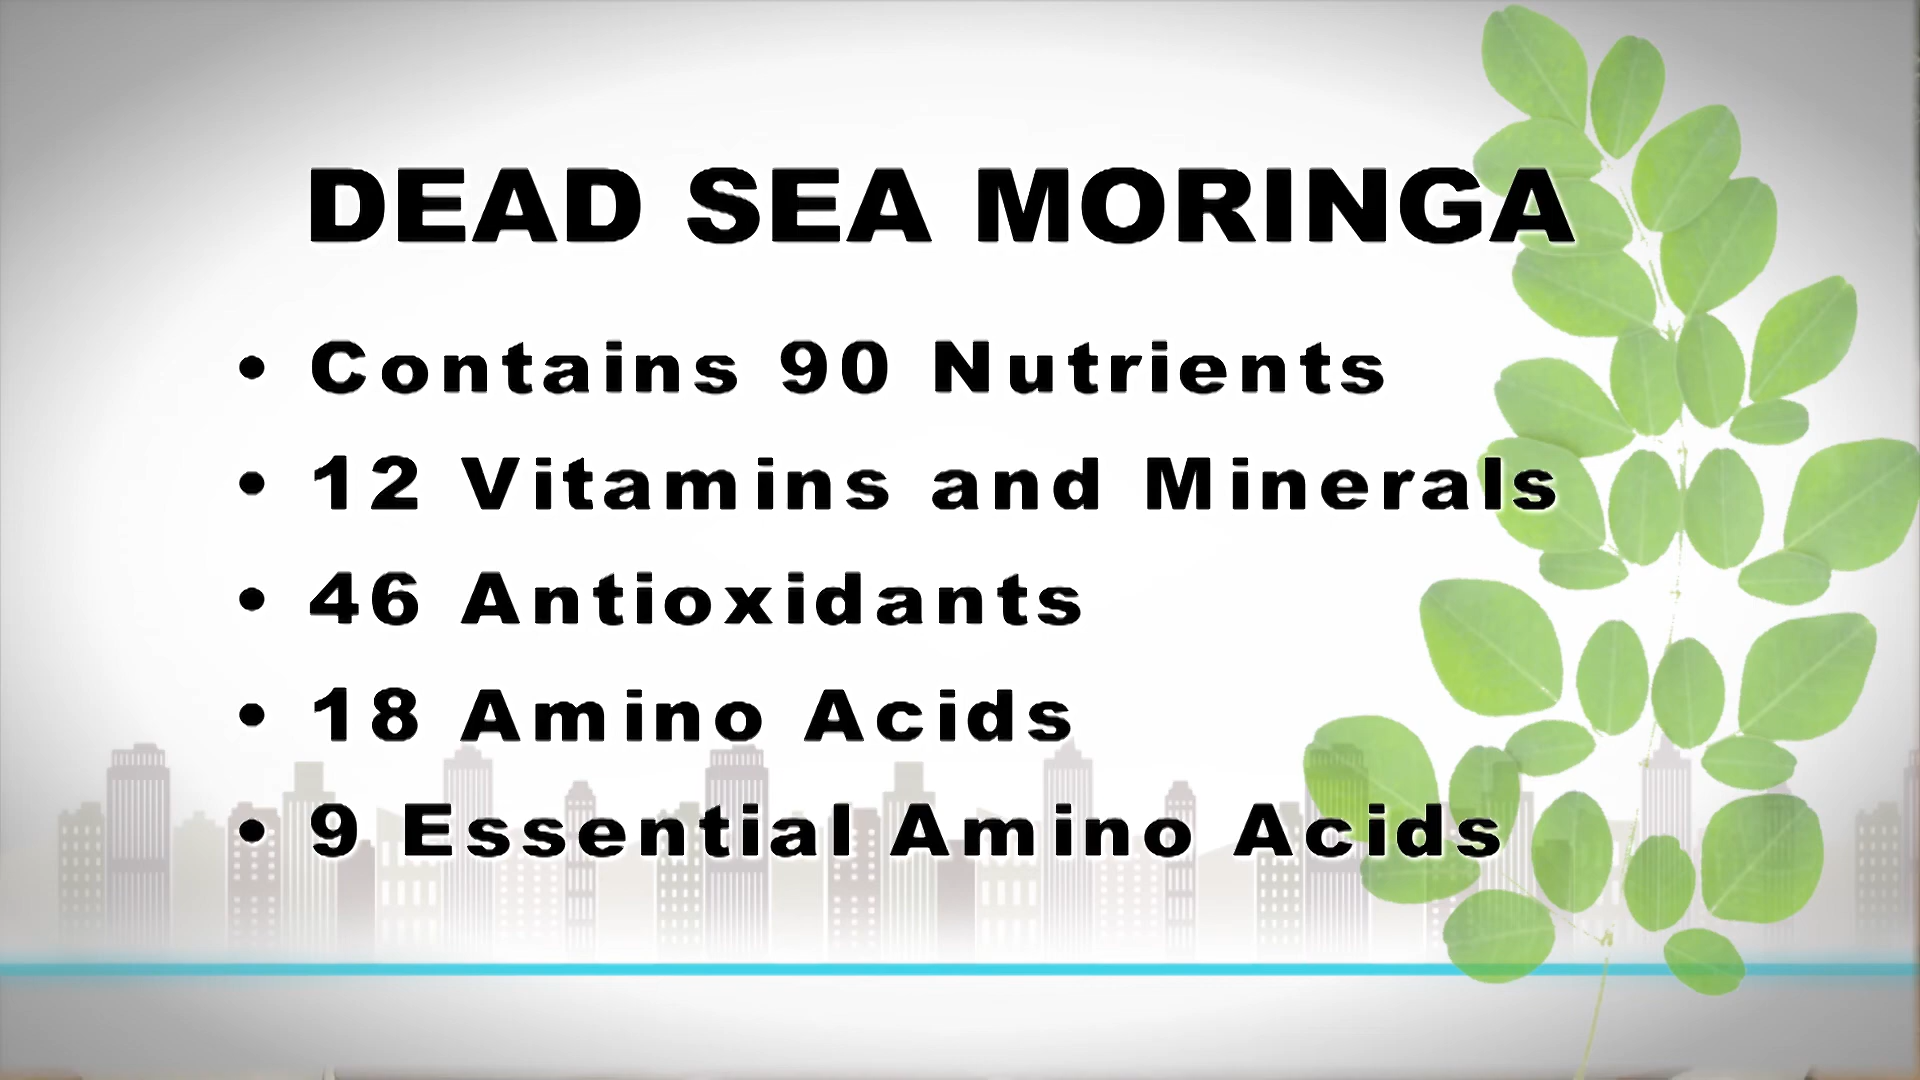 DEAD SEA MORINGA
• Contains 90 Nutrients
• 12 Vitamins and Minerals
• 46 Antioxidants
• 18 Amino Acids
• 9 Essential Amino Acids